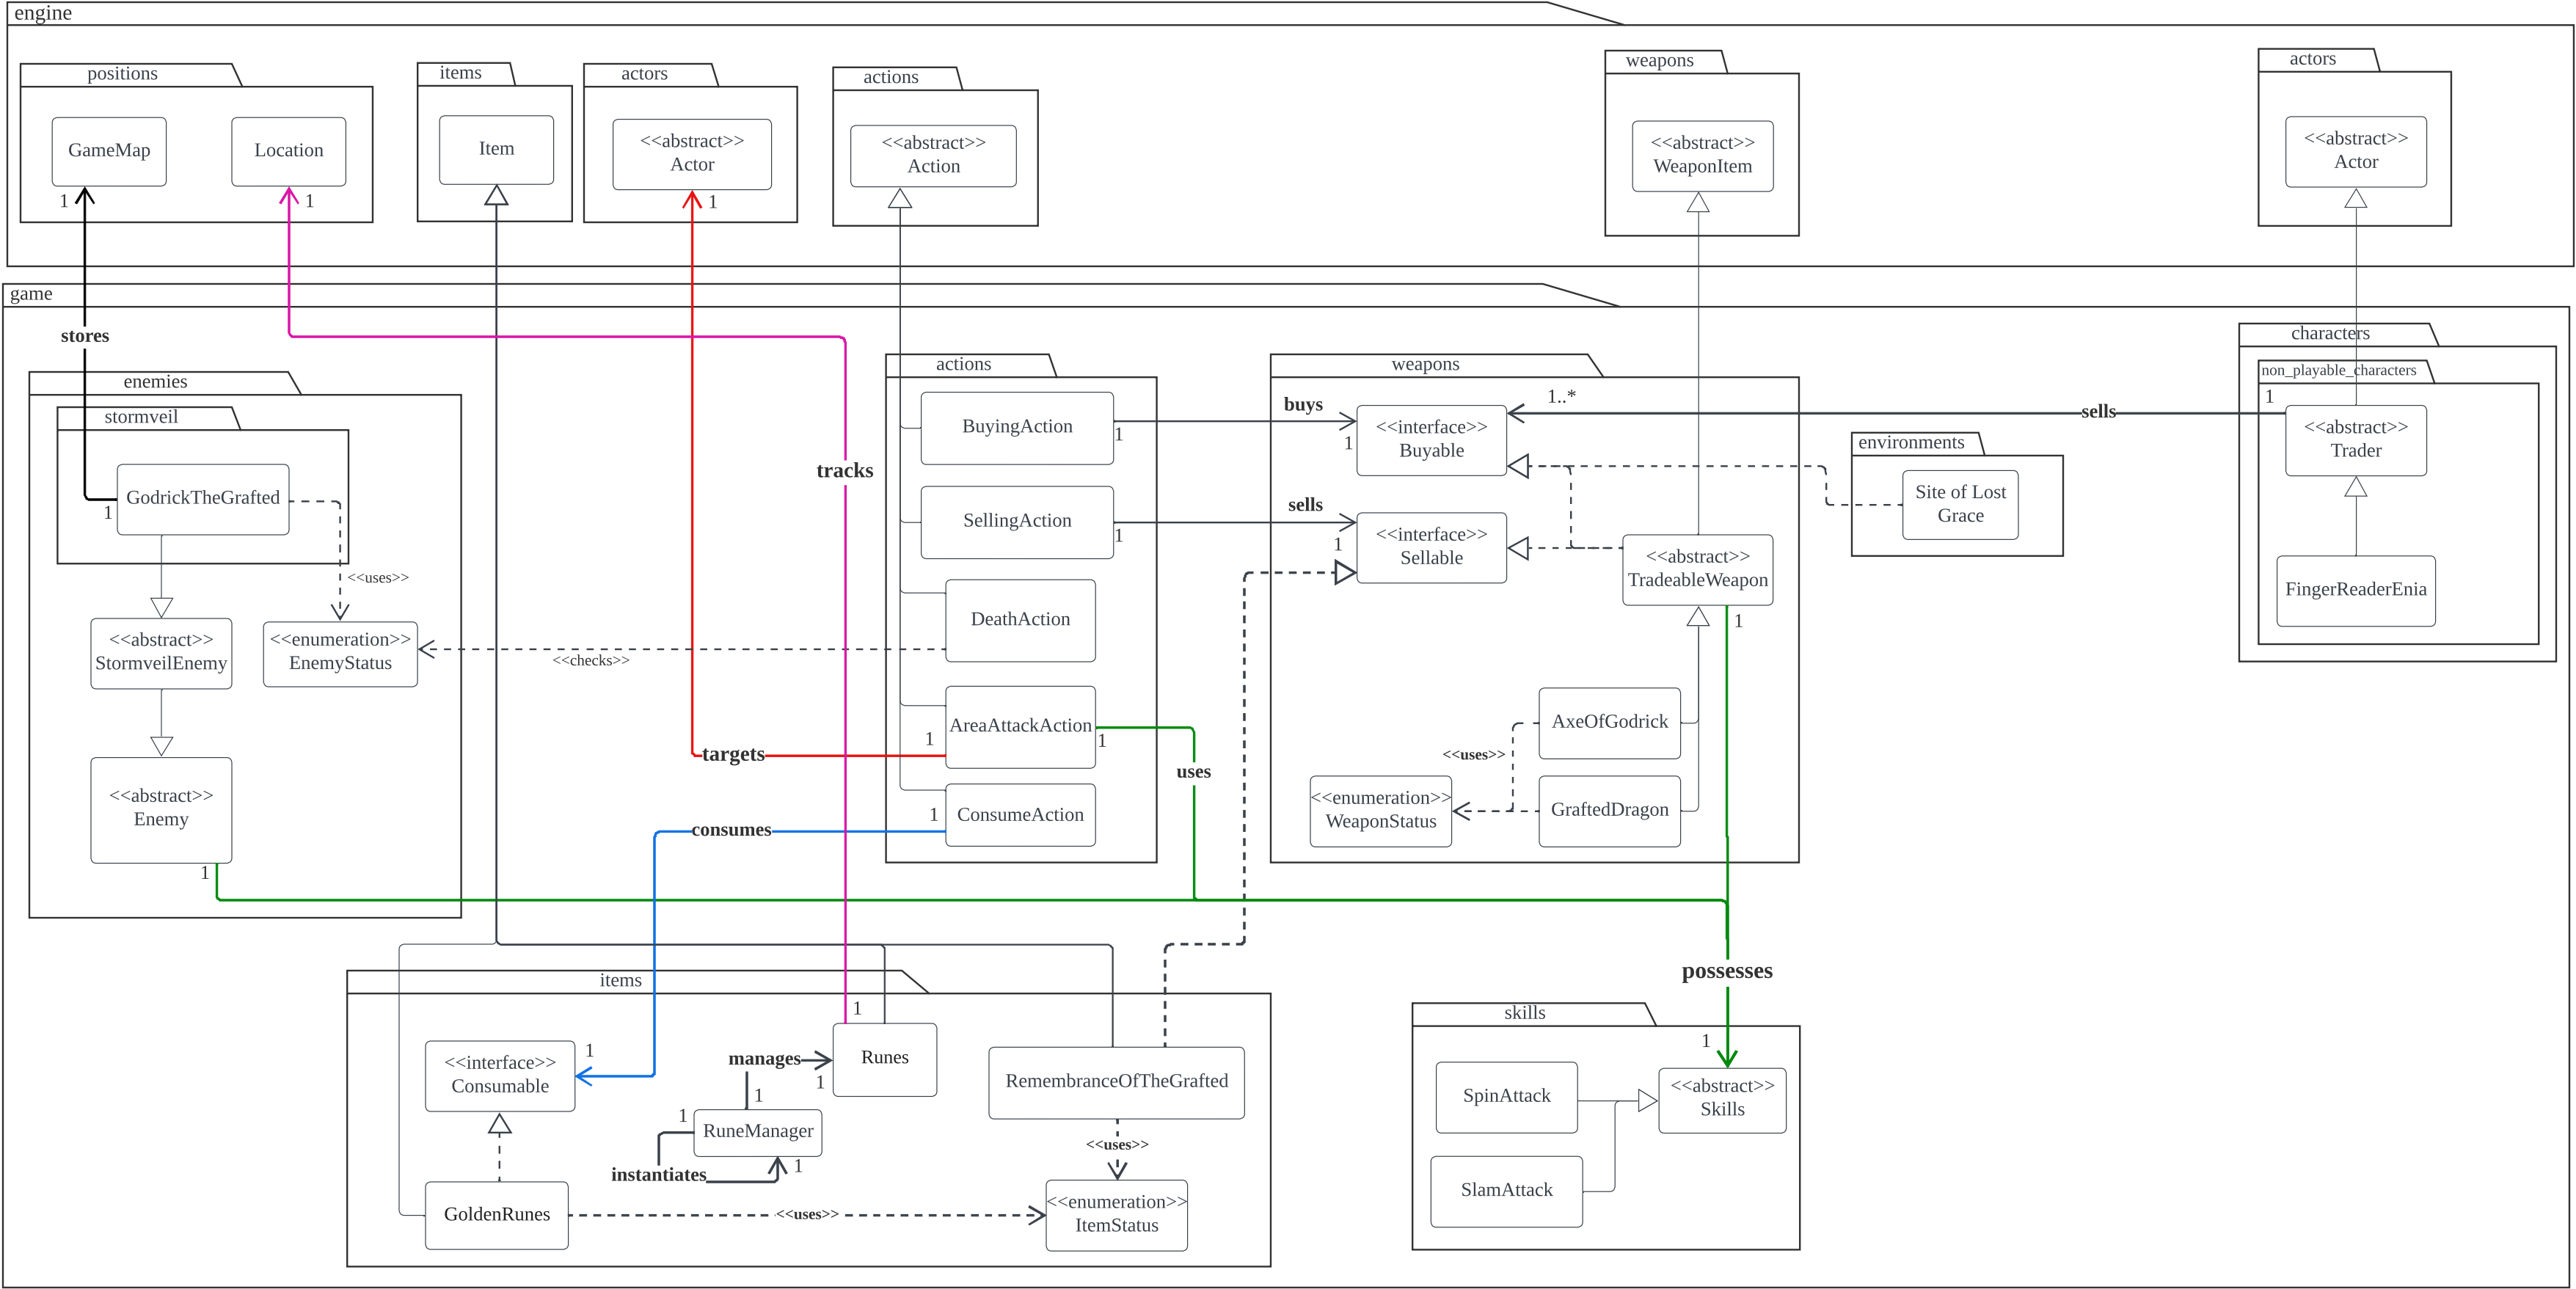 engine
positions
items
actors
actions
weapons
actors
GameMap
Location
Item
<<abstract>>
Actor
<<abstract>>
Action
<<abstract>>
WeaponItem
<<abstract>>
Actor
1
1
1
game
stores
characters
non_playable_characters
actions
weapons
enemies
stormveil
1..*
1
buys
sells
BuyingAction
1
1
<<interface>>
Buyable
<<abstract>>
Trader
environments
Site of Lost
Grace
tracks
GodrickTheGrafted
1
SellingAction
1
sells
1
<<interface>>
Sellable
<<abstract>>
TradeableWeapon
1
<<uses>>
FingerReaderEnia
DeathAction
<<abstract>>
StormveilEnemy
<<enumeration>>
EnemyStatus
<<checks>>
AreaAttackAction
1
1
targets
uses
AxeOfGodrick
<<uses>>
<<abstract>>
Enemy
1
<<enumeration>>
WeaponStatus
GraftedDragon
ConsumeAction
1
consumes
possesses
items
1
skills
1
<<interface>>
Consumable
1
manages
1
Runes
1
RemembranceOfTheGrafted
SpinAttack
<<abstract>>
Skills
1
RuneManager
1
instantiates
<<uses>>
SlamAttack
GoldenRunes
<<uses>>
<<enumeration>>
ItemStatus